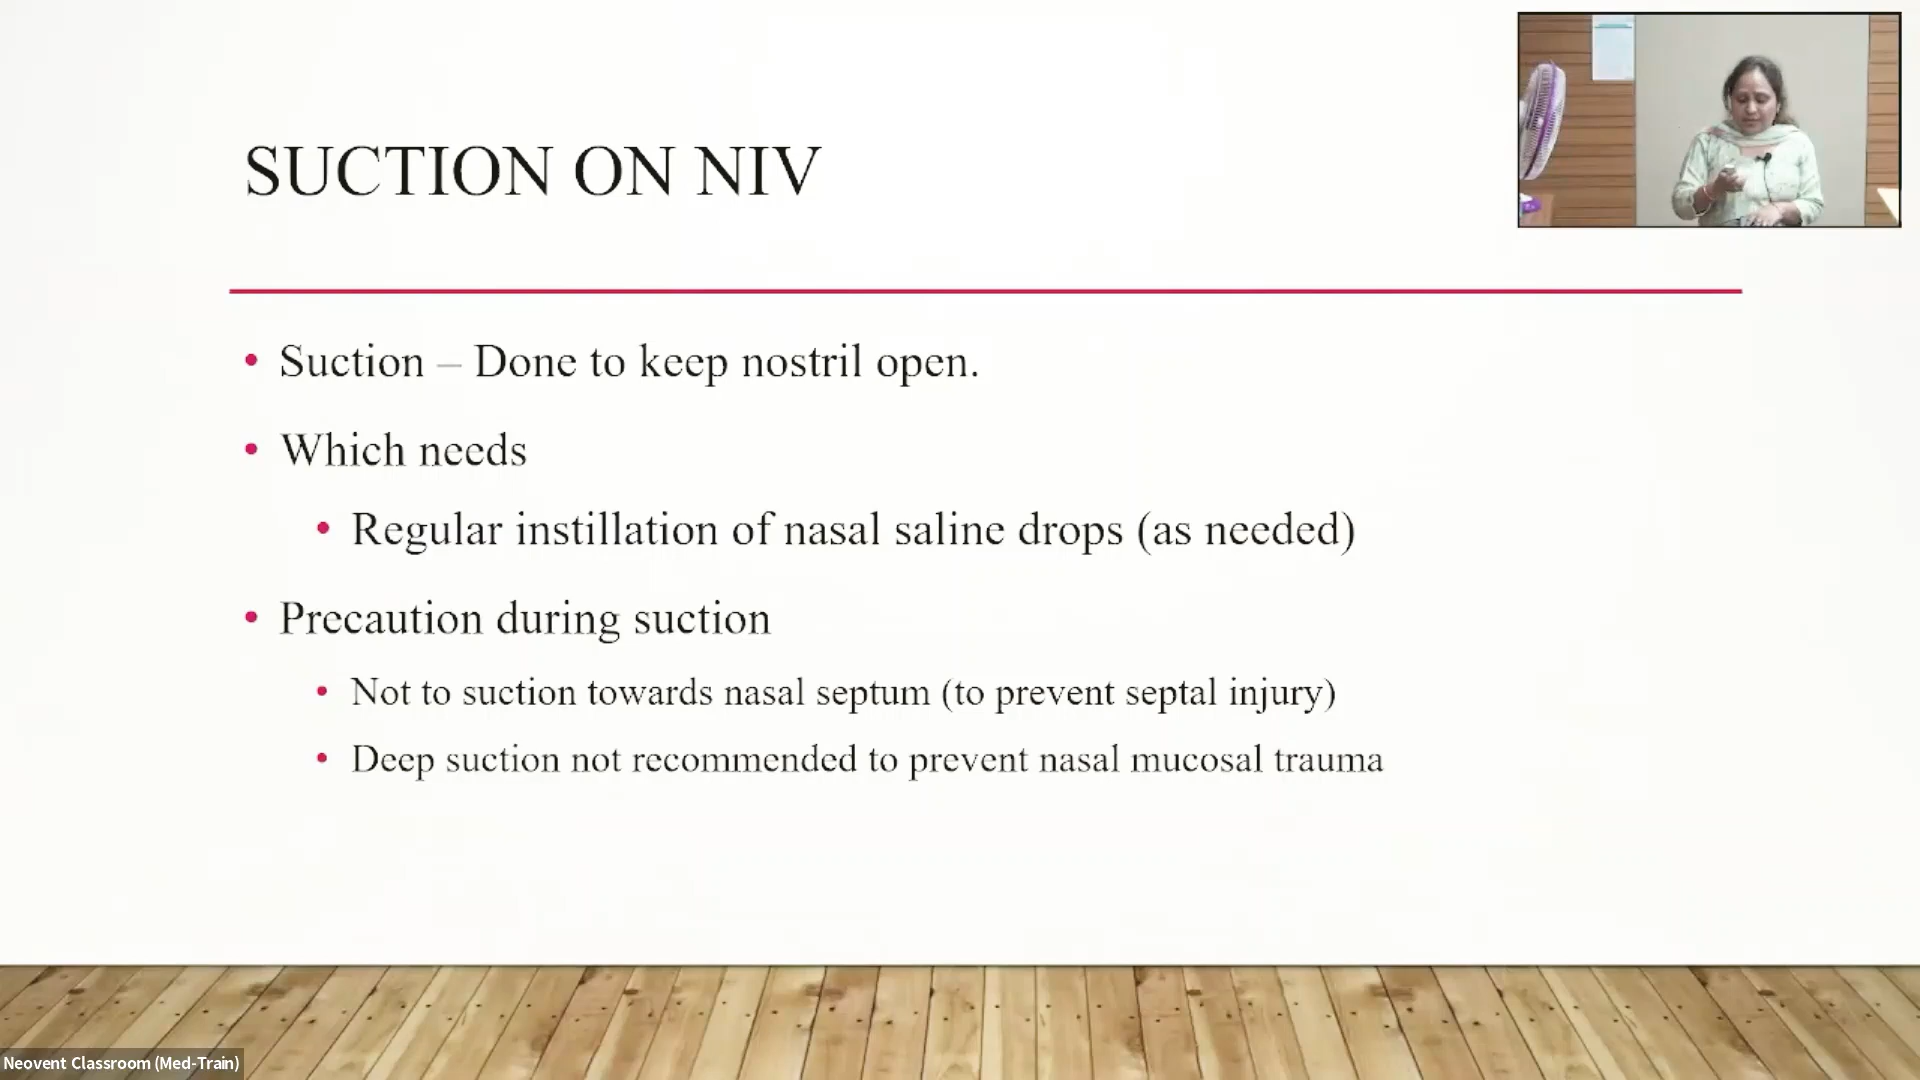 SUCTION ON NIV
• Suction – Done to keep nostril open.
• Which needs
• Regular instillation of nasal saline drops (as needed)
• Precaution during suction
• Not to suction towards nasal septum (to prevent septal injury)
• Deep suction not recommended to prevent nasal mucosal trauma
Neovent Classroom (Med-Train)